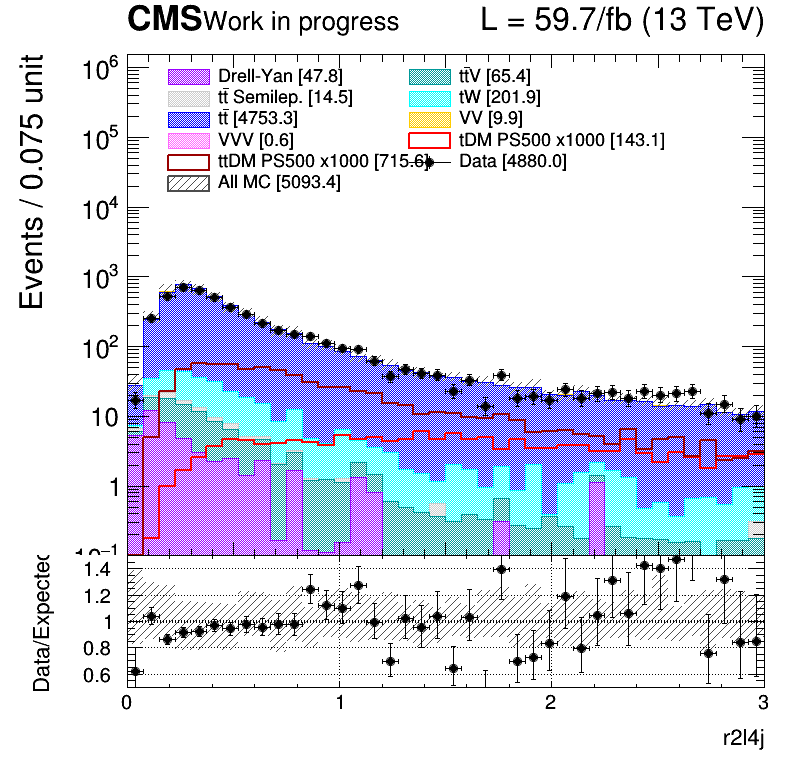 CMS Work in progress L = 59.7/fb (13 TeV)
Events / 0.075 unit
10⁶
10⁵
10⁴
10³
10²
10
1
10⁻¹
Drell-Yan [47.8]
tt̄V [65.4]
tt̄ Semilep. [14.5]
tW [201.9]
tt̄ [4753.3]
VV [9.9]
VVV [0.6]
tDM PS500 x1000 [143.1]
ttDM PS500 x1000 [715.6]
Data [4880.0]
All MC [5093.4]
Data/Expected
1.4
1.2
1
0.8
0.6
0 1 2 3
r2l4j